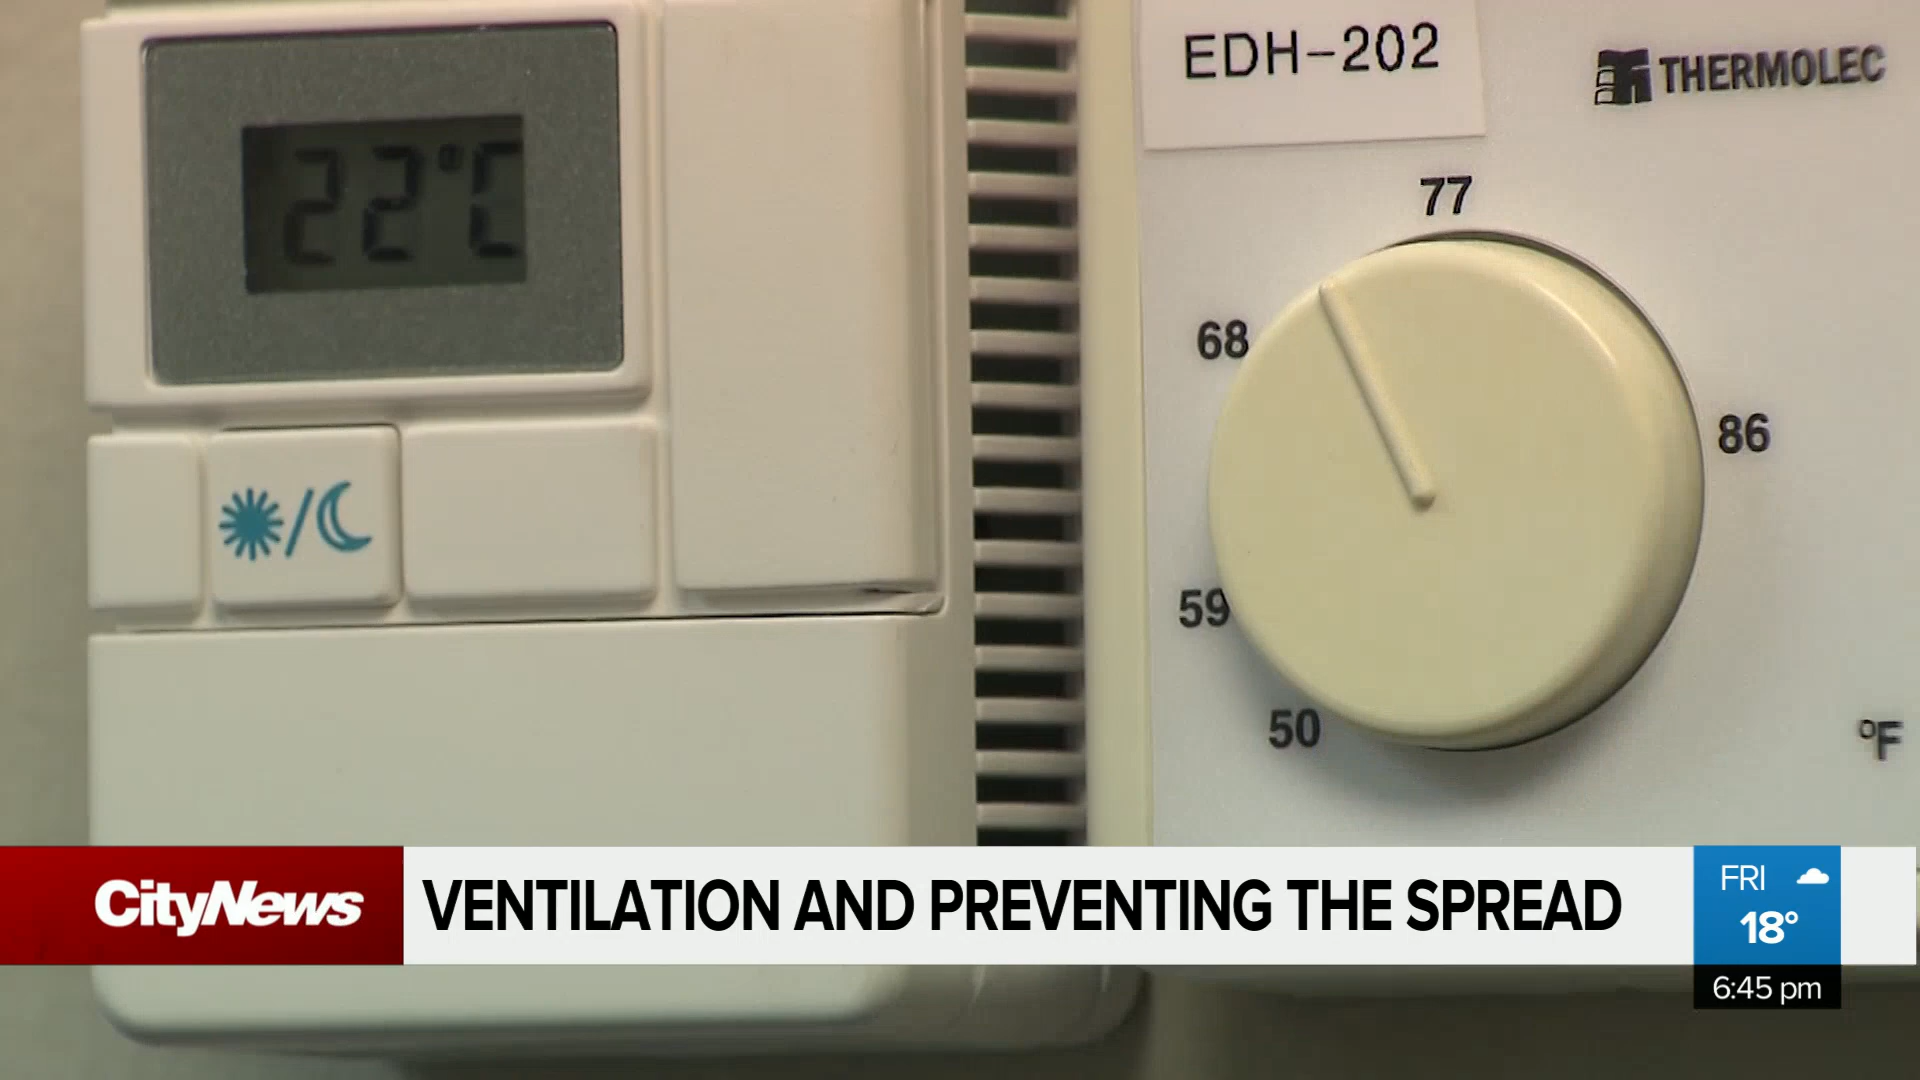 22°C
EDH-202
THERMOLEC
77
68
86
59
50
°F
CityNews
VENTILATION AND PREVENTING THE SPREAD
FRI
18°
6:45 pm